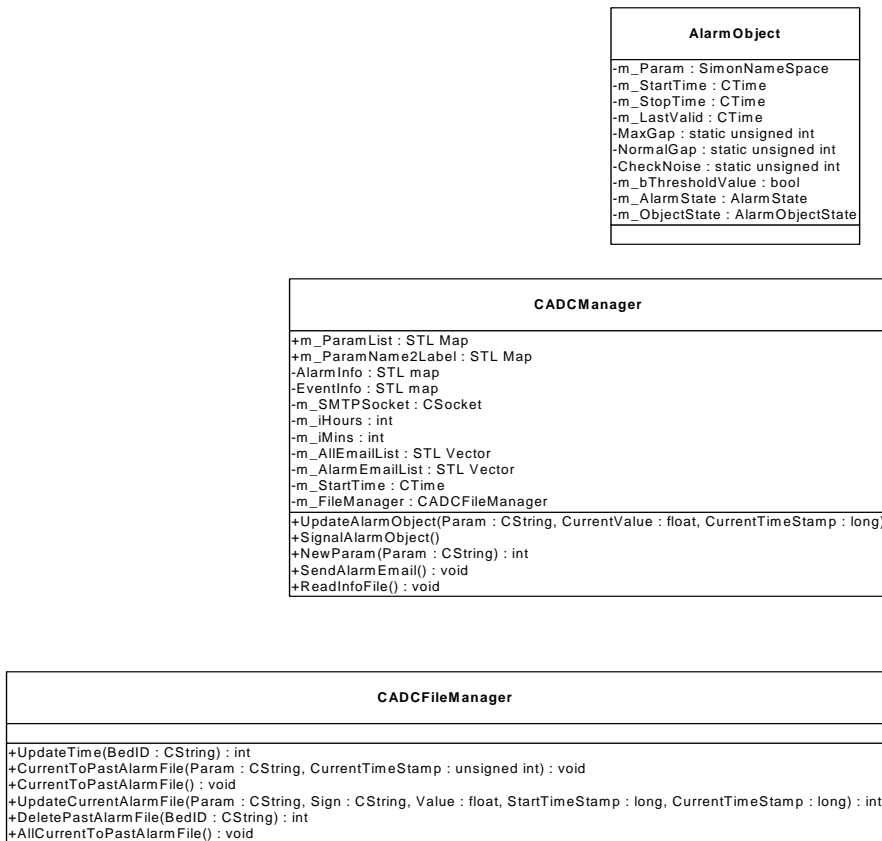 AlarmObject
-m_Param : SimonNameSpace
-m_StartTime : CTime
-m_StopTime : CTime
-m_LastValid : CTime
-MaxGap : static unsigned int
-NormalGap : static unsigned int
-CheckNoise : static unsigned int
-m_bThresholdValue : bool
-m_AlarmState : AlarmState
-m_ObjectState : AlarmObjectState
CADCManager
+m_ParamList : STL Map
+m_ParamName2Label : STL Map
-AlarmInfo : STL map
-EventInfo : STL map
-m_SMTPSocket : CSocket
-m_iHours : int
-m_iMins : int
-m_AllEmailList : STL Vector
-m_AlarmEmailList : STL Vector
-m_StartTime : CTime
-m_FileManager : CADCFileManager
+UpdateAlarmObject(Param : CString, CurrentValue : float, CurrentTimeStamp : long)
+SignalAlarmObject()
+NewParam(Param : CString) : int
+SendAlarmEmail() : void
+ReadInfoFile() : void
CADCFileManager
+UpdateTime(BedID : CString) : int
+CurrentToPastAlarmFile(Param : CString, CurrentTimeStamp : unsigned int) : void
+CurrentToPastAlarmFile() : void
+UpdateCurrentAlarmFile(Param : CString, Sign : CString, Value : float, StartTimeStamp : long, CurrentTimeStamp : long) : int
+DeletePastAlarmFile(BedID : CString) : int
+AllCurrentToPastAlarmFile() : void